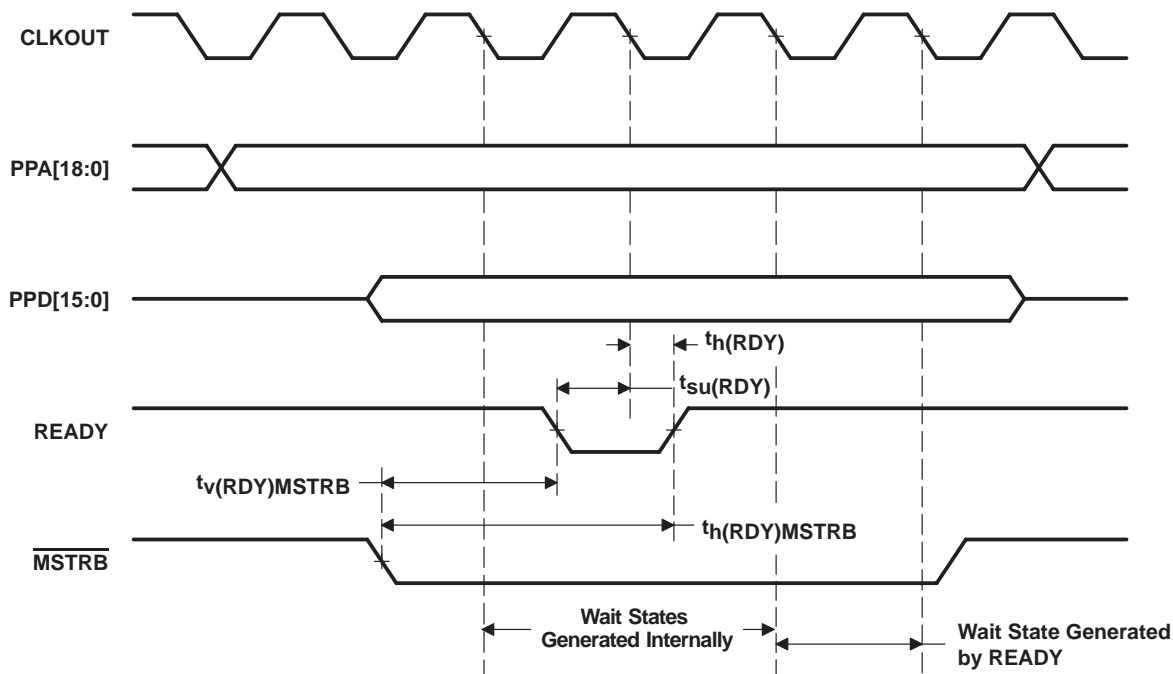 CLKOUT
PPA[18:0]
PPD[15:0]
th(RDY)
tsu(RDY)
READY
tv(RDY)MSTRB
th(RDY)MSTRB
MSTRB
Wait States
Generated Internally
Wait State Generated
by READY